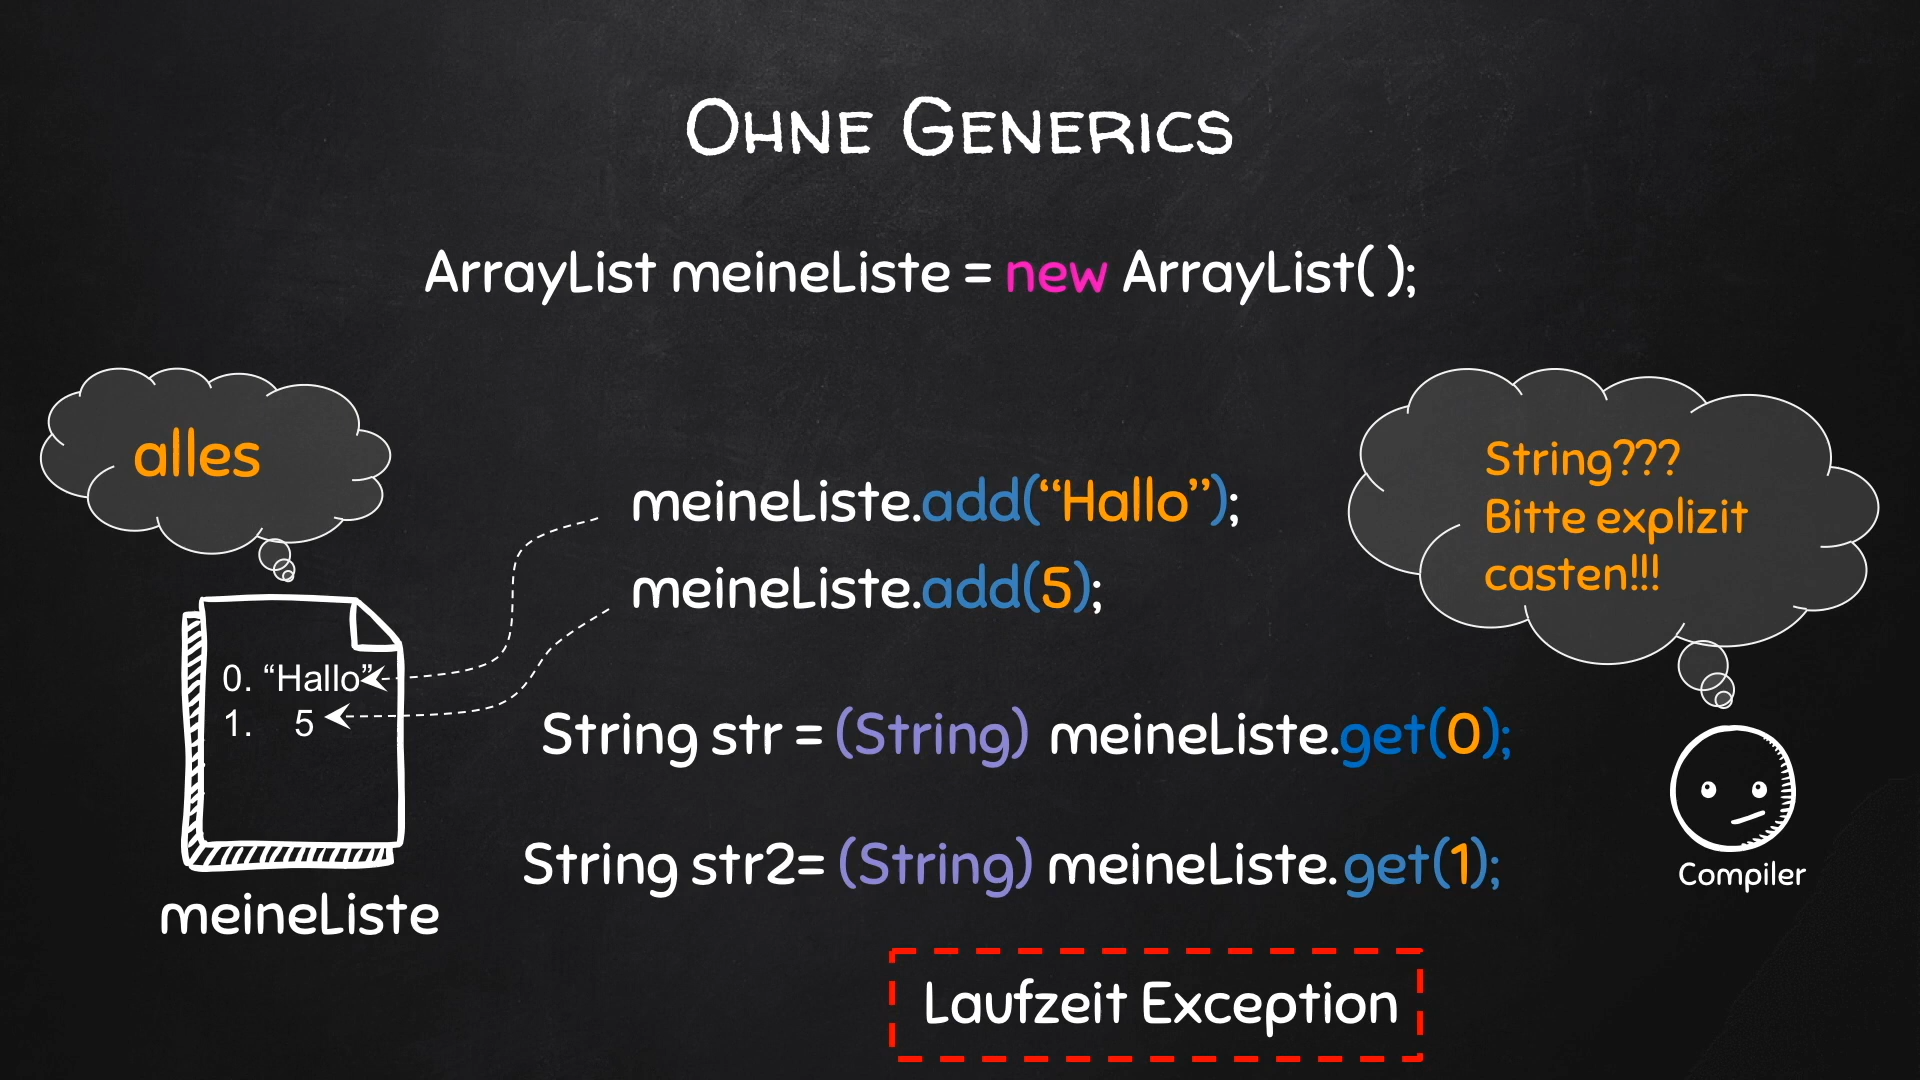 Ohne Generics
ArrayList meineListe = new ArrayList( );
alles
String???
Bitte explizit
casten!!!
meineListe.add(“Hallo”);
meineListe.add(5);
0. “Hallo”
1. 5
String str = (String) meineListe.get(0);
String str2= (String) meineListe.get(1);
Compiler
meineListe
Laufzeit Exception